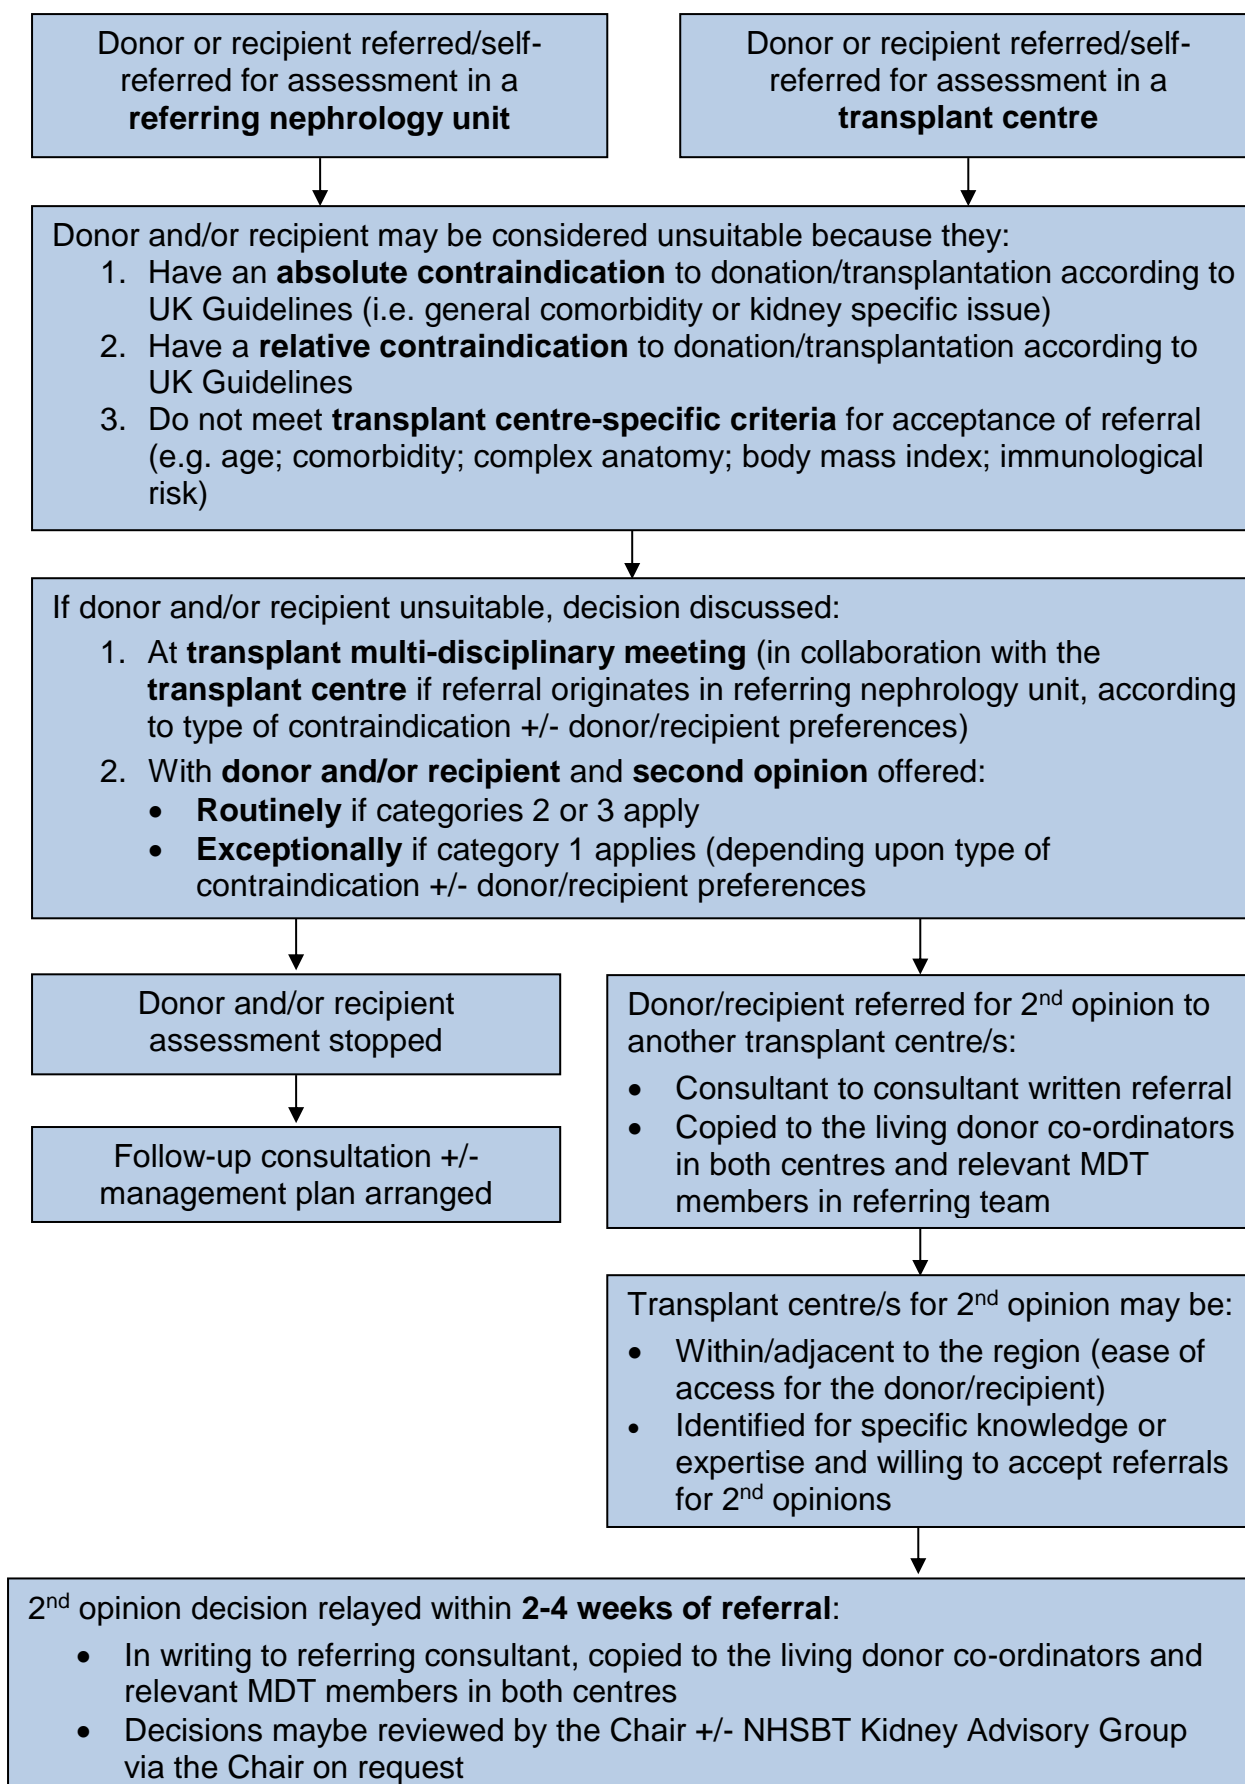 Donor or recipient referred/self-
referred for assessment in a
referring nephrology unit
Donor or recipient referred/self-
referred for assessment in a
transplant centre
Donor and/or recipient may be considered unsuitable because they:
1. Have an absolute contraindication to donation/transplantation according to
UK Guidelines (i.e. general comorbidity or kidney specific issue)
2. Have a relative contraindication to donation/transplantation according to
UK Guidelines
3. Do not meet transplant centre-specific criteria for acceptance of referral
(e.g. age; comorbidity; complex anatomy; body mass index; immunological
risk)
If donor and/or recipient unsuitable, decision discussed:
1. At transplant multi-disciplinary meeting (in collaboration with the
transplant centre if referral originates in referring nephrology unit, according
to type of contraindication +/- donor/recipient preferences)
2. With donor and/or recipient and second opinion offered:
• Routinely if categories 2 or 3 apply
• Exceptionally if category 1 applies (depending upon type of
contraindication +/- donor/recipient preferences
Donor and/or recipient
assessment stopped
Follow-up consultation +/-
management plan arranged
Donor/recipient referred for 2nd opinion to
another transplant centre/s:
• Consultant to consultant written referral
• Copied to the living donor co-ordinators
in both centres and relevant MDT
members in referring team
Transplant centre/s for 2nd opinion may be:
• Within/adjacent to the region (ease of
access for the donor/recipient)
• Identified for specific knowledge or
expertise and willing to accept referrals
for 2nd opinions
2nd opinion decision relayed within 2-4 weeks of referral:
• In writing to referring consultant, copied to the living donor co-ordinators and
relevant MDT members in both centres
• Decisions maybe reviewed by the Chair +/- NHSBT Kidney Advisory Group
via the Chair on request